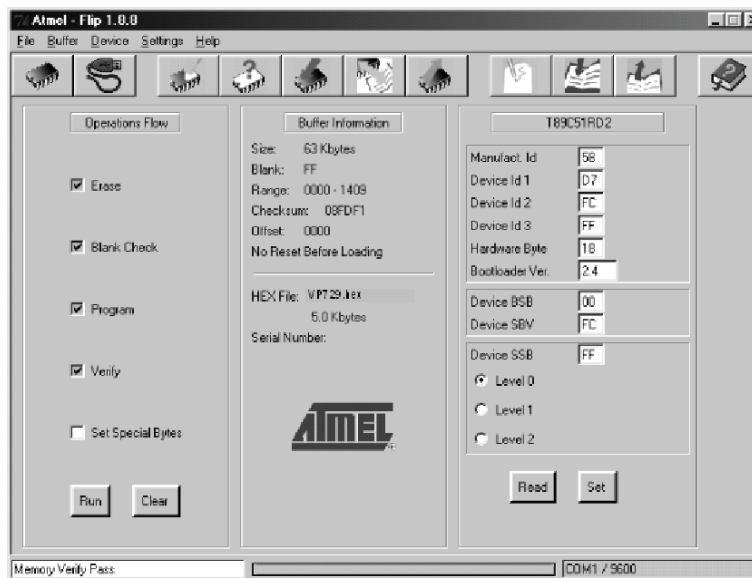 Atmel - Flip 1.8.8
File Buffer Device Settings Help
Operations Flow
Erase
Blank Check
Program
Verify
Set Special Bytes
Run Clear
Buffer Information
Size: 63 Kbytes
Blank: FF
Range: 0000 - 1409
Checksum: 08FDF1
Offset: 0000
No Reset Before Loading
HEX File: VP729.hex
5.0 Kbytes
Serial Number:
ATMEL
T89C51RD2
Manufact. Id 58
Device Id 1 D7
Device Id 2 FC
Device Id 3 FF
Hardware Byte 18
Bootloader Ver. 2.4
Device BSB 00
Device SBV FC
Device SSB FF
Level 0
Level 1
Level 2
Read Set
Memory Verify Pass
COM1 / 9600